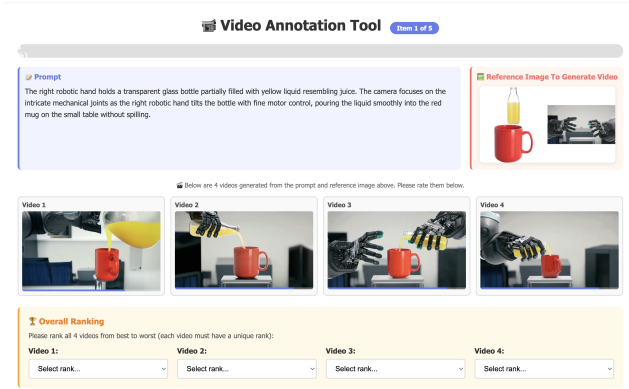 Video Annotation Tool
Item 1 of 5
Prompt
The right robotic hand holds a transparent glass bottle partially filled with yellow liquid resembling juice. The camera focuses on the
intricate mechanical joints as the right robotic hand tilts the bottle with fine motor control, pouring the liquid smoothly into the red
mug on the small table without spilling.
Reference Image To Generate Video
Below are 4 videos generated from the prompt and reference image above. Please rate them below.
Video 1
Video 2
Video 3
Video 4
Overall Ranking
Please rank all 4 videos from best to worst (each video must have a unique rank):
Video 1:
Video 2:
Video 3:
Video 4:
Select rank...
Select rank...
Select rank...
Select rank...